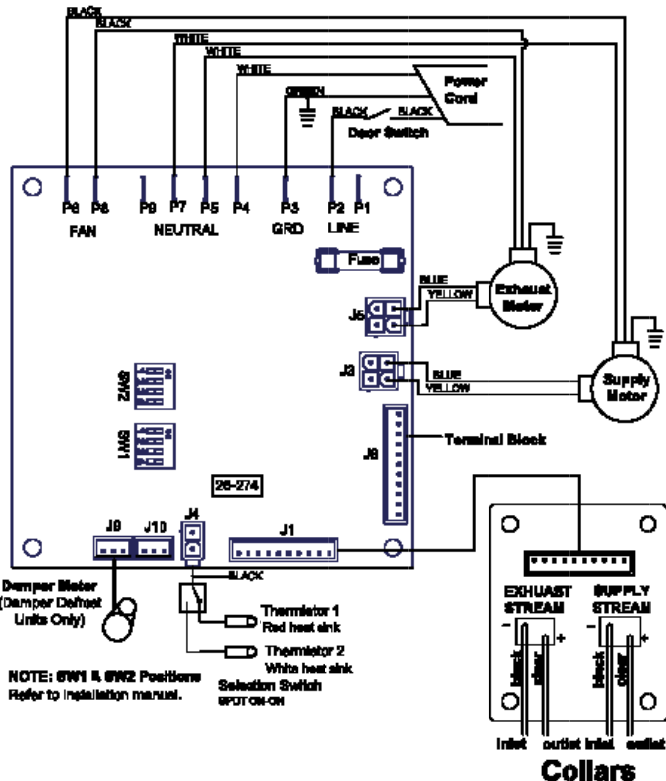 BLACK
BLACK
WHITE
WHITE
WHITE
GREEN
BLACK BLACK
Door Switch
Power
Cord
P6 P8 P9 P7 P5 P4 P3 P2 P1
FAN NEUTRAL GRD LINE
Fuse
BLUE
YELLOW
Exhaust
Motor
J5
J3
BLUE
YELLOW
Supply
Motor
SW2
SW1
J8
Terminal Block
26-274
J9 J10 J4 J1
BLACK
Damper Motor
(Damper Defrost
Units Only)
Thermistor 1
Red heat sink
Thermistor 2
White heat sink
Selection Switch
SPDT ON-ON
NOTE: SW1 & SW2 Positions
Refer to installation manual.
EXHUAST SUPPLY
STREAM STREAM
- + - +
black clear black clear
inlet outlet inlet outlet
Collars